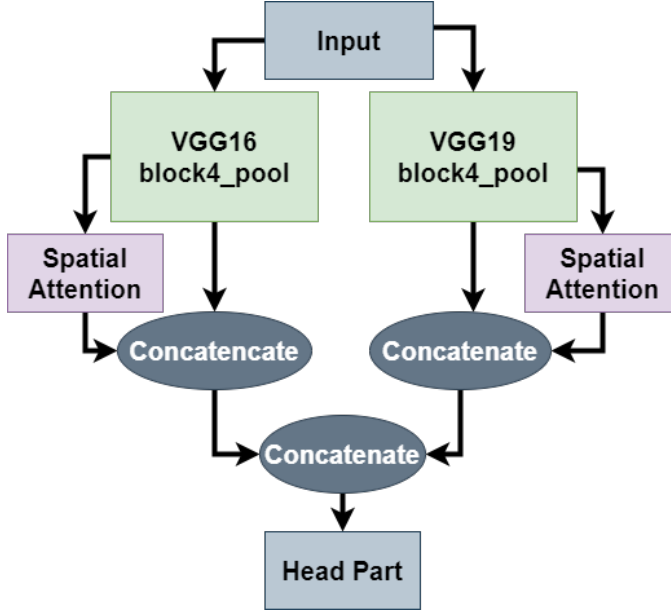 Input
VGG16
block4_pool
VGG19
block4_pool
Spatial
Attention
Spatial
Attention
Concatencate
Concatenate
Concatenate
Head Part